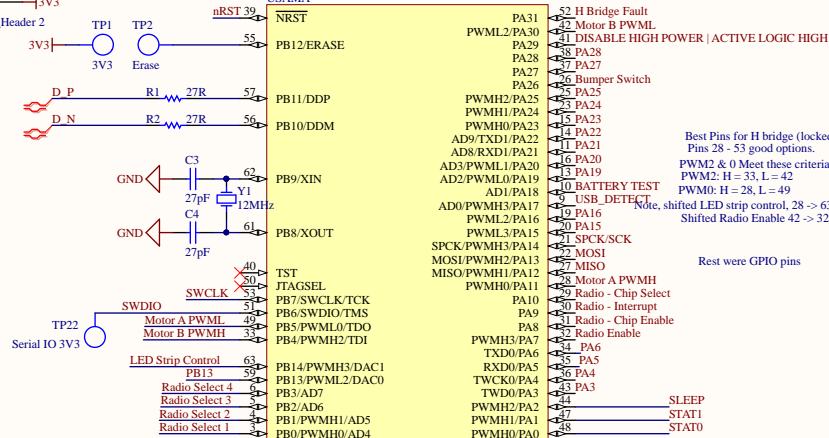 3V3
Header 2
nRST 39
NRST
TP1
TP2
3V3
3V3
Erase
55
PB12/ERASE
D_P
R1
27R
57
PB11/DDP
D_N
R2
27R
56
PB10/DDM
C3
GND
27pF
62
PB9/XIN
Y1
12MHz
C4
GND
27pF
61
PB8/XOUT
40
TST
50
JTAGSEL
SWCLK
53
PB7/SWCLK/TCK
SWDIO
51
PB6/SWDIO/TMS
TP22
Serial IO 3V3
Motor A PWML
49
PB5/PWML0/TDO
Motor B PWMH
33
PB4/PWMH2/TDI
LED Strip Control
63
PB14/PWMH3/DAC1
PB13
59
PB13/PWML2/DAC0
Radio Select 4
6
PB3/AD7
Radio Select 3
5
PB2/AD6
Radio Select 2
4
PB1/PWMH1/AD5
Radio Select 1
3
PB0/PWMH0/AD4
PA31
52 H Bridge Fault
PWML2/PA30
42 Motor B PWML
PA29
41 DISABLE HIGH POWER | ACTIVE LOGIC HIGH
PA28
38 PA28
PA27
37 PA27
PA26
26 Bumper Switch
PWMH2/PA25
25 PA25
PWMH1/PA24
23 PA24
PWMH0/PA23
15 PA23
AD9/TXD1/PA22
14 PA22
AD8/RXD1/PA21
11 PA21
AD3/PWML1/PA20
16 PA20
AD2/PWML0/PA19
13 PA19
AD1/PA18
10 BATTERY TEST
AD0/PWMH3/PA17
9 USB_DETECT
PWML2/PA16
19 PA16
PWML3/PA15
20 PA15
SPCK/PWMH3/PA14
21 SPCK/SCK
MOSI/PWMH2/PA13
22 MOSI
MISO/PWMH1/PA12
27 MISO
PWMH0/PA11
28 Motor A PWMH
PA10
29 Radio - Chip Select
PA9
30 Radio - Interrupt
PA8
31 Radio - Chip Enable
PWMH3/PA7
32 Radio Enable
TXD0/PA6
34 PA6
RXD0/PA5
35 PA5
TWCK0/PA4
36 PA4
TWD0/PA3
43 PA3
PWMH2/PA2
44
SLEEP
PWMH1/PA1
47
STAT1
PWMH0/PA0
48
STAT0
Best Pins for H bridge (locke
Pins 28 - 53 good options.
PWM2 & 0 Meet these criteria
PWM2: H = 33, L = 42
PWM0: H = 28, L = 49
Note, shifted LED strip control, 28 -> 63
Shifted Radio Enable 42 -> 32
Rest were GPIO pins